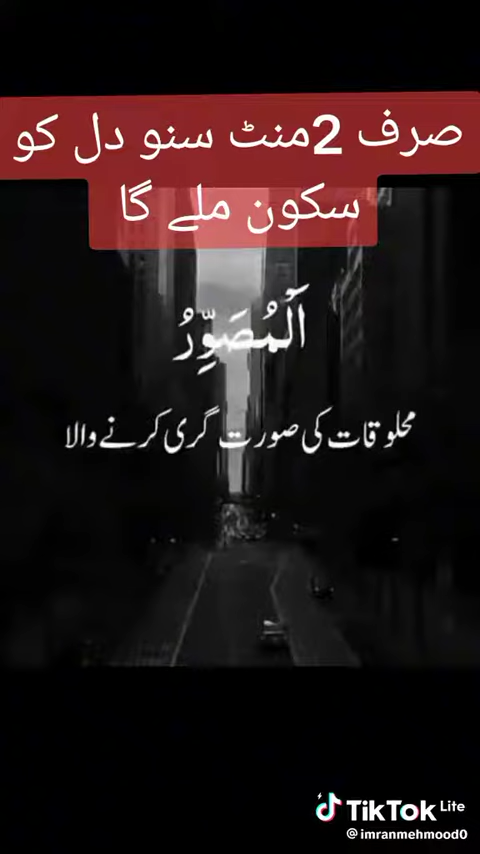 صرف 2منٹ سنو دل کو
سکون ملے گا
اَلْمُصَوِّرُ
مخلوقات کی صورت گری کرنے والا
TikTok Lite
@imranmehmood0